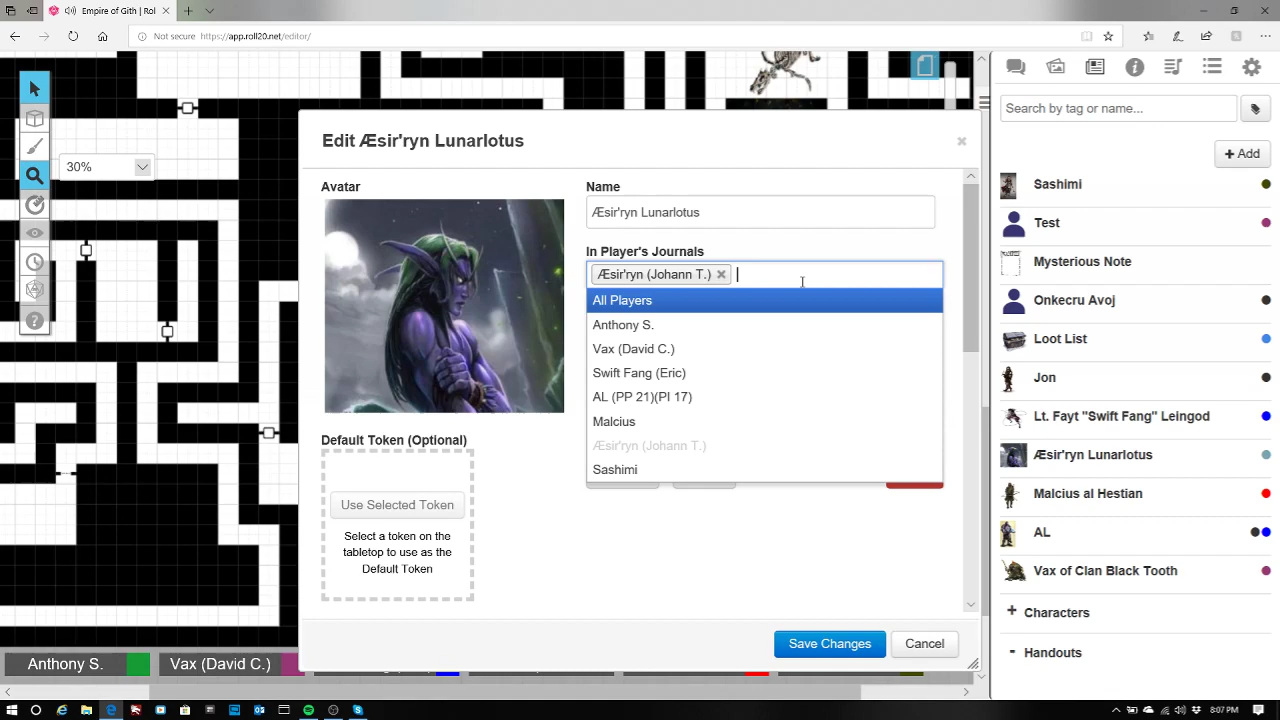 Empire of Gith | Rol
Not secure https://app.roll20.net/editor/
30%
Edit Æsir'ryn Lunarlotus
Avatar
Name
Æsir'ryn Lunarlotus
In Player's Journals
Æsir'ryn (Johann T.)
All Players
Anthony S.
Vax (David C.)
Swift Fang (Eric)
AL (PP 21)(PI 17)
Malcius
Æsir'ryn (Johann T.)
Sashimi
Default Token (Optional)
Use Selected Token
Select a token on the
tabletop to use as the
Default Token
Save Changes
Cancel
Search by tag or name...
+ Add
Sashimi
Test
Mysterious Note
Onkecru Avoj
Loot List
Jon
Lt. Fayt "Swift Fang" Leingod
Æsir'ryn Lunarlotus
Malcius al Hestian
AL
Vax of Clan Black Tooth
+ Characters
- Handouts
Anthony S.
Vax (David C.)
8:07 PM